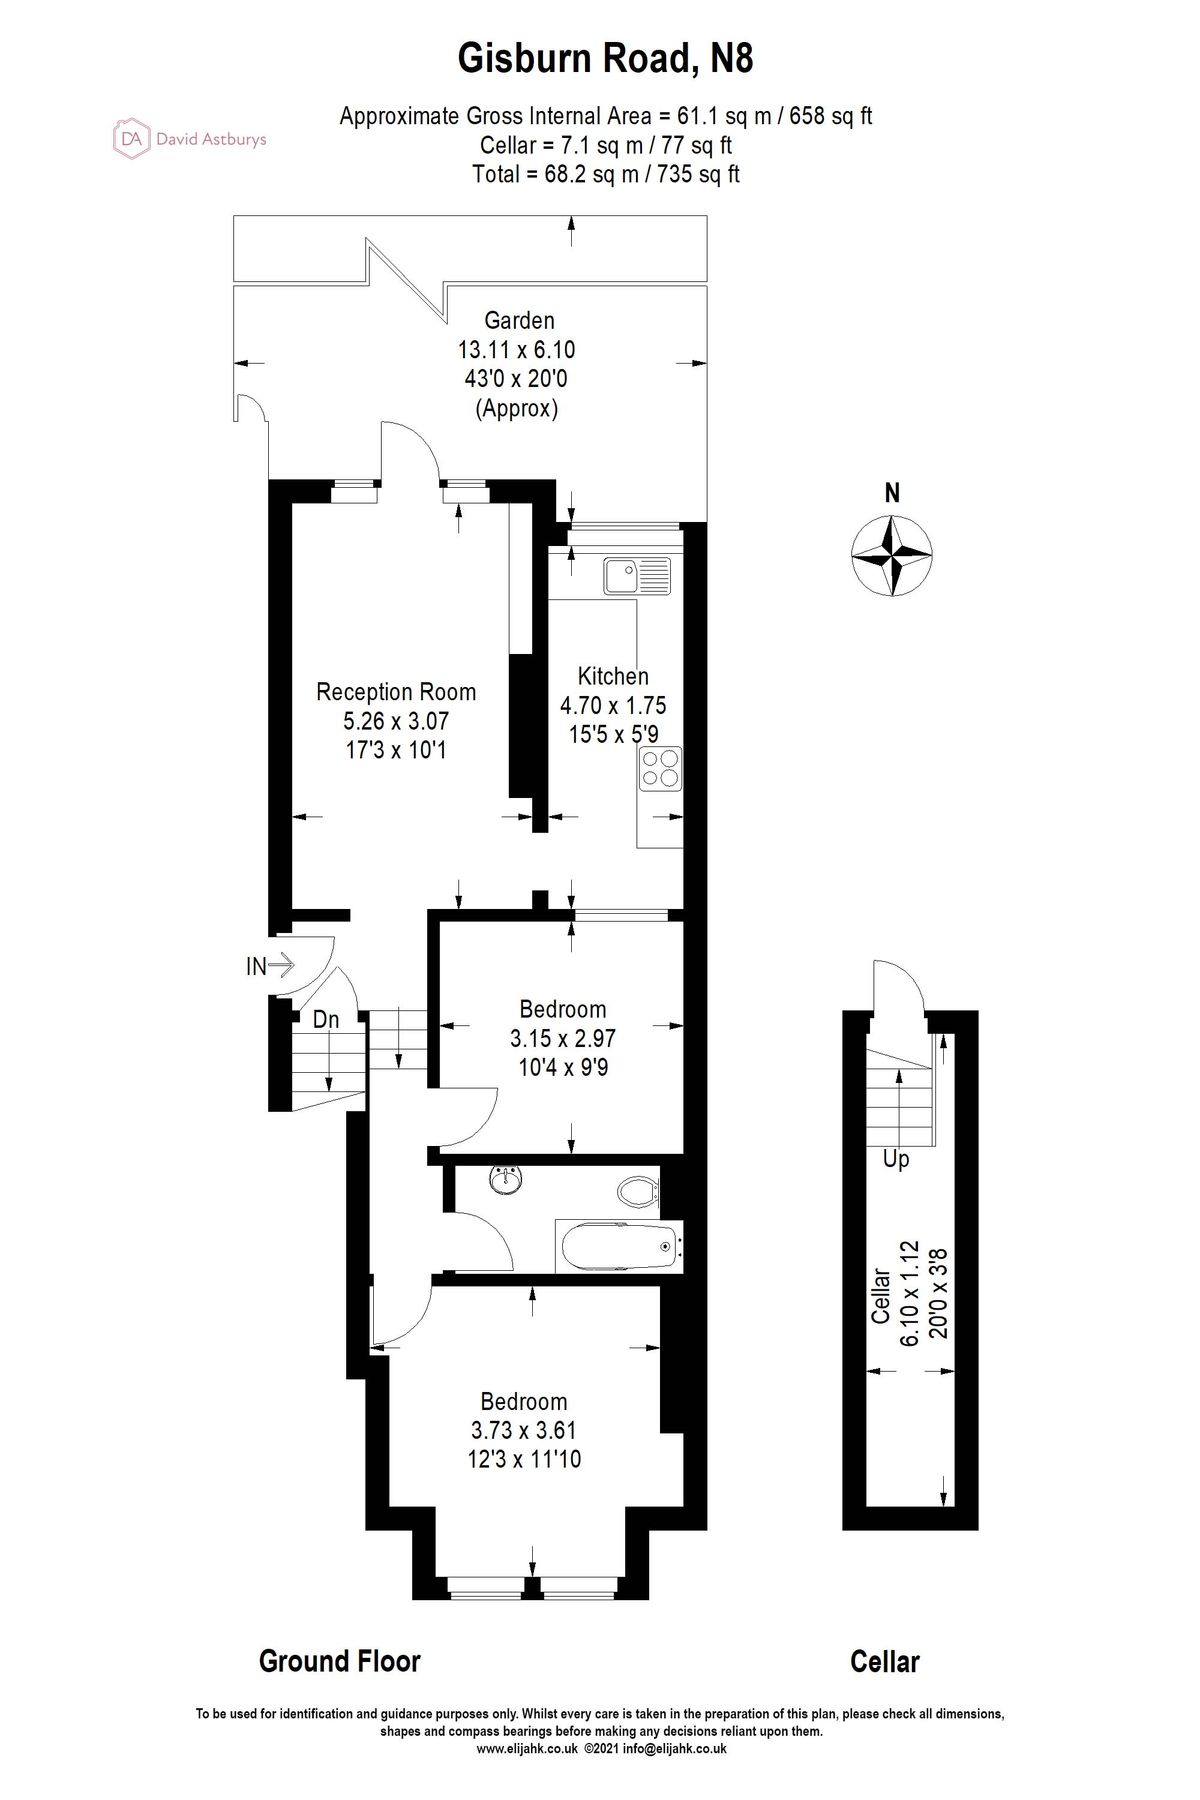 Gisburn Road, N8
Approximate Gross Internal Area = 61.1 sq m / 658 sq ft
Cellar = 7.1 sq m / 77 sq ft
Total = 68.2 sq m / 735 sq ft
DA David Astburys
Garden
13.11 x 6.10
43'0 x 20'0
(Approx)
N
Reception Room
5.26 x 3.07
17'3 x 10'1
Kitchen
4.70 x 1.75
15'5 x 5'9
IN
Dn
Bedroom
3.15 x 2.97
10'4 x 9'9
Up
Cellar
6.10 x 1.12
20'0 x 3'8
Bedroom
3.73 x 3.61
12'3 x 11'10
Ground Floor
Cellar
To be used for identification and guidance purposes only. Whilst every care is taken in the preparation of this plan, please check all dimensions,
shapes and compass bearings before making any decisions reliant upon them.
www.elijahk.co.uk ©2021 info@elijahk.co.uk